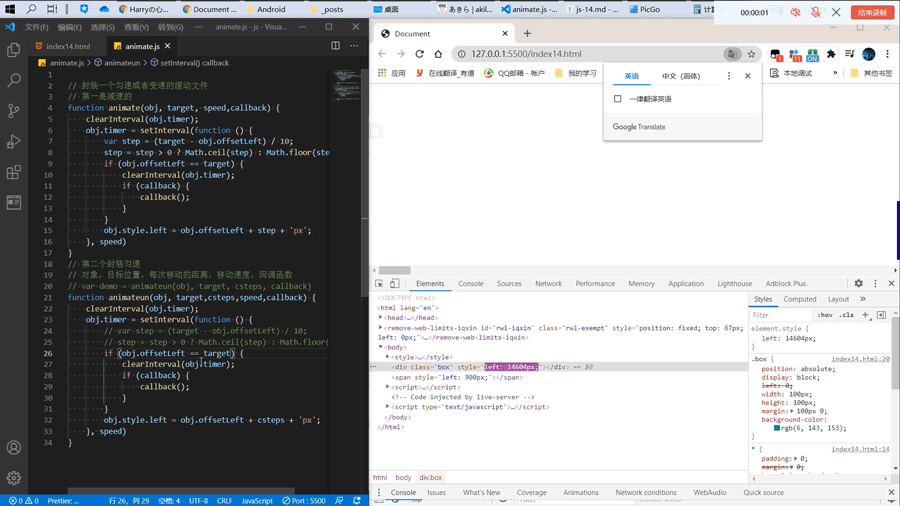 Harryの心
Document
Android
_posts
桌面
あきら | akil...
animate.js -...
js-14.md -...
PicGo
00:00:01
结束录制
文件(F) 编辑(E) 选择(S) 查看(V) 转到(G) ... animate.js - js - Visua...
index14.html
animate.js
animate.js > animateun > setInterval() callback
1
2 // 封装一个匀速或者变速的缓动文件
3 // 第一是减速的
4 function animate(obj, target, speed,callback) {
5 clearInterval(obj.timer);
6 obj.timer = setInterval(function () {
7 var step = (target - obj.offsetLeft) / 10;
8 step = step > 0 ? Math.ceil(step) : Math.floor(ste
9 if (obj.offsetLeft == target) {
10 clearInterval(obj.timer);
11 if (callback) {
12 callback();
13 }
14 }
15 obj.style.left = obj.offsetLeft + step + 'px';
16 }, speed)
17 }
18 // 第二个封装匀速
19 // 对象，目标位置，每次移动的距离，移动速度，回调函数
20 // var demo = animateun(obj, target, csteps, callback)
21 function animateun(obj, target,csteps,speed,callback) {
22 clearInterval(obj.timer);
23 obj.timer = setInterval(function () {
24 // var step = (target - obj.offsetLeft) / 10;
25 // step = step > 0 ? Math.ceil(step) : Math.floor(
26 if (obj.offsetLeft == target) {
27 clearInterval(obj.timer);
28 if (callback) {
29 callback();
30 }
31 }
32 obj.style.left = obj.offsetLeft + csteps + 'px';
33 }, speed)
34 }
0 0 Prettier: ... 行 26, 列 29 空格: 4 UTF-8 CRLF JavaScript Port : 5500
Document
127.0.0.1:5500/index14.html
应用
在线翻译_有道
QQ邮箱 - 帐户
我的学习
本地调试
其他书签
英语
中文（简体）
一律翻译英语
Google Translate
Elements Console Sources Network Performance Memory Application Lighthouse Adblock Plus
<!DOCTYPE html>
<html lang="en">
<head>…</head>
<remove-web-limits-iqxin id="rwl-iqxin" class="rwl-exempt" style="position: fixed; top: 67px;
left: 0px;">…</remove-web-limits-iqxin>
<body>
<style>…</style>
<div class="box" style="left: 14604px;"></div> == $0
<span style="left: 900px;"></span>
<script>…</script>
<!-- Code injected by live-server -->
<script type="text/javascript">…</script>
</body>
</html>
html body div.box
Styles Computed Layout
Filter :hov .cls
element.style {
left: 14604px;
}
.box { index14.html:20
position: absolute;
display: block;
left: 0;
width: 100px;
height: 100px;
margin: 100px 0;
background-color:
rgb(6, 143, 153);
}
* { index14.html:14
padding: 0;
margin: 0;
}
Console Issues What's New Coverage Animations Network conditions WebAudio Quick source